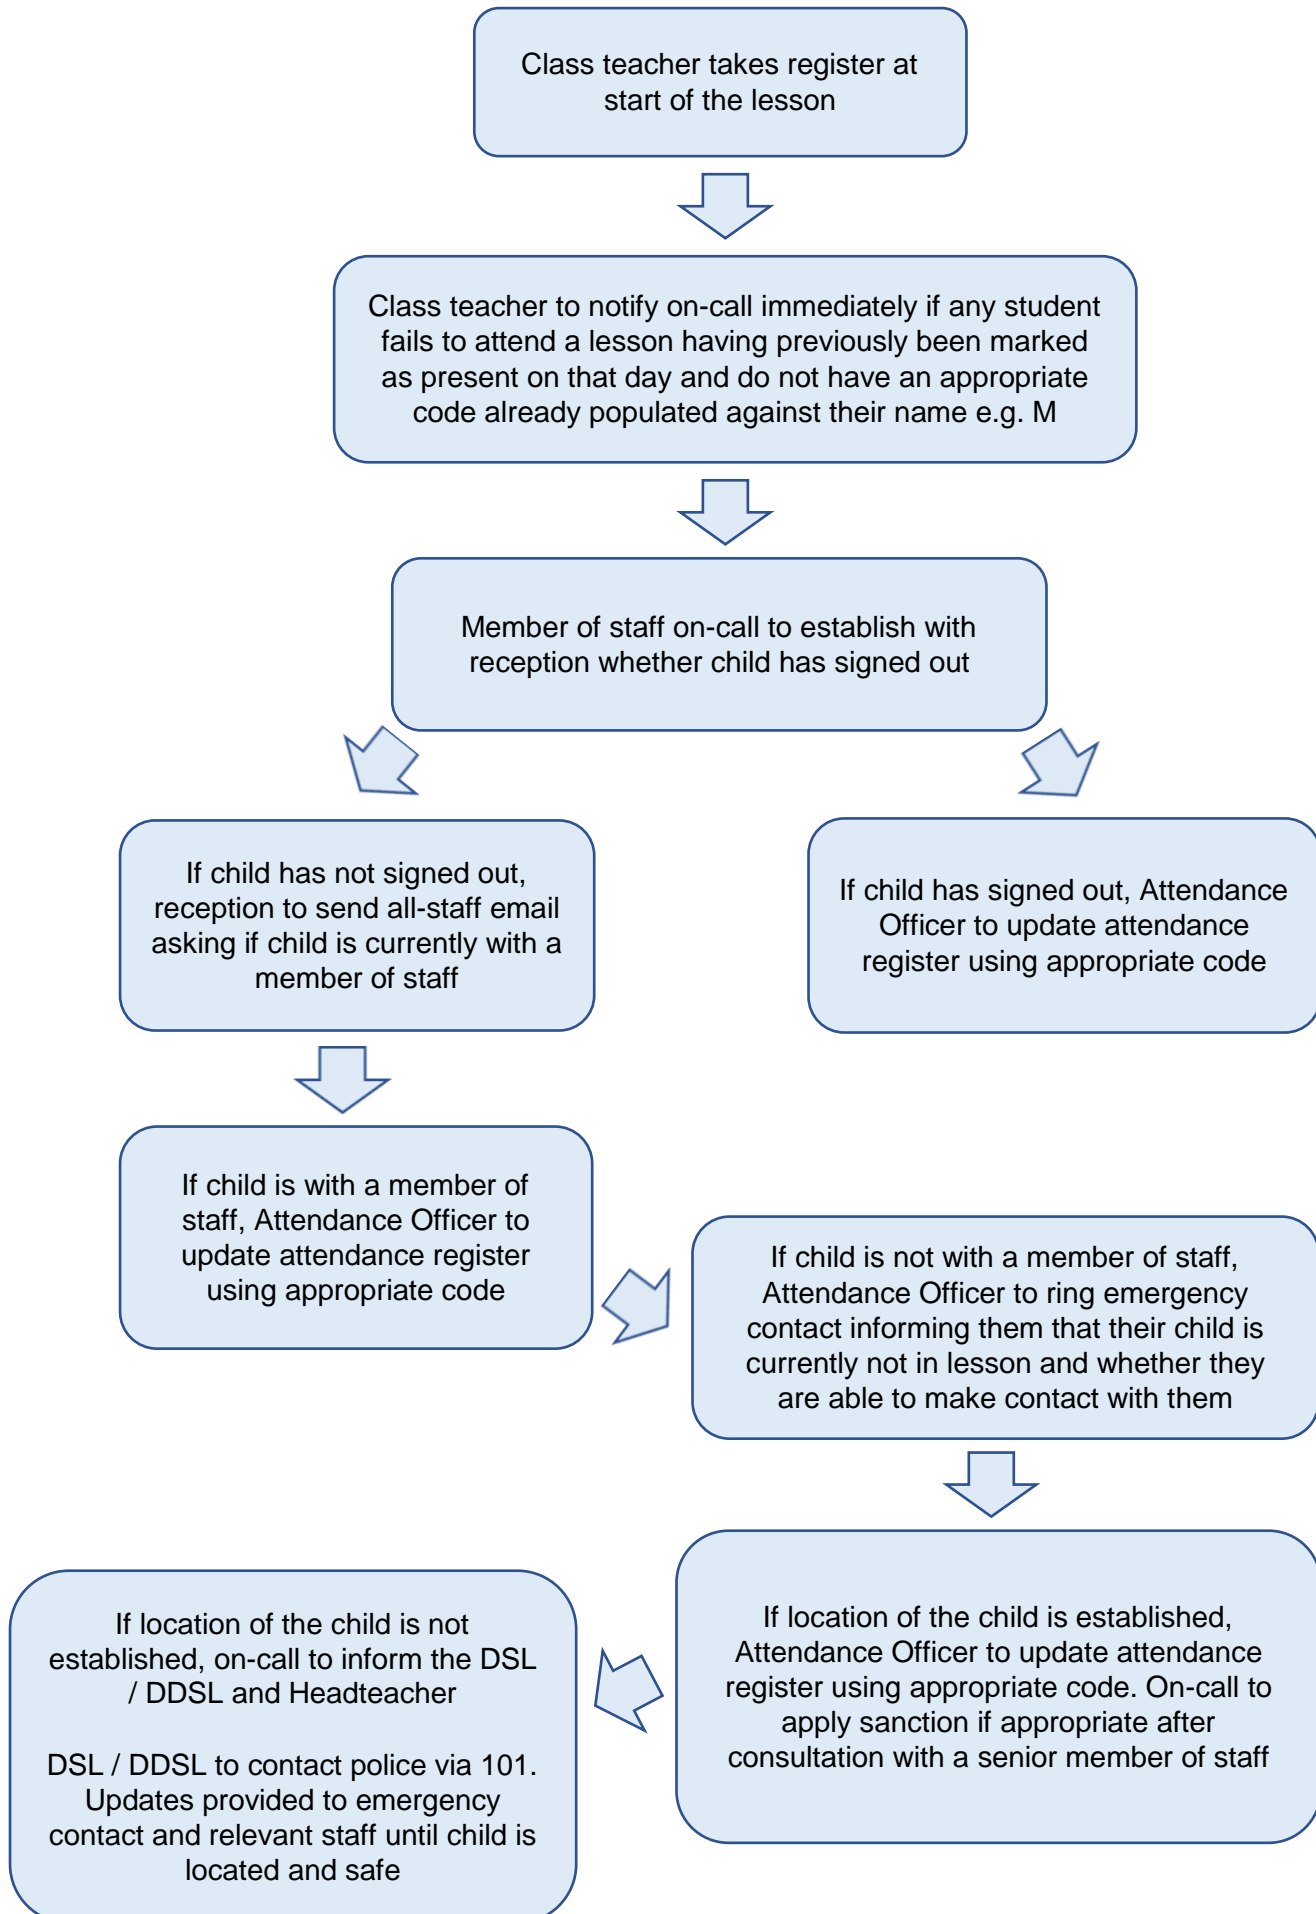 Class teacher takes register at
start of the lesson
Class teacher to notify on-call immediately if any student
fails to attend a lesson having previously been marked
as present on that day and do not have an appropriate
code already populated against their name e.g. M
Member of staff on-call to establish with
reception whether child has signed out
If child has not signed out,
reception to send all-staff email
asking if child is currently with a
member of staff
If child has signed out, Attendance
Officer to update attendance
register using appropriate code
If child is with a member of
staff, Attendance Officer to
update attendance register
using appropriate code
If child is not with a member of staff,
Attendance Officer to ring emergency
contact informing them that their child is
currently not in lesson and whether they
are able to make contact with them
If location of the child is established,
Attendance Officer to update attendance
register using appropriate code. On-call to
apply sanction if appropriate after
consultation with a senior member of staff
If location of the child is not
established, on-call to inform the DSL
/ DDSL and Headteacher
DSL / DDSL to contact police via 101.
Updates provided to emergency
contact and relevant staff until child is
located and safe